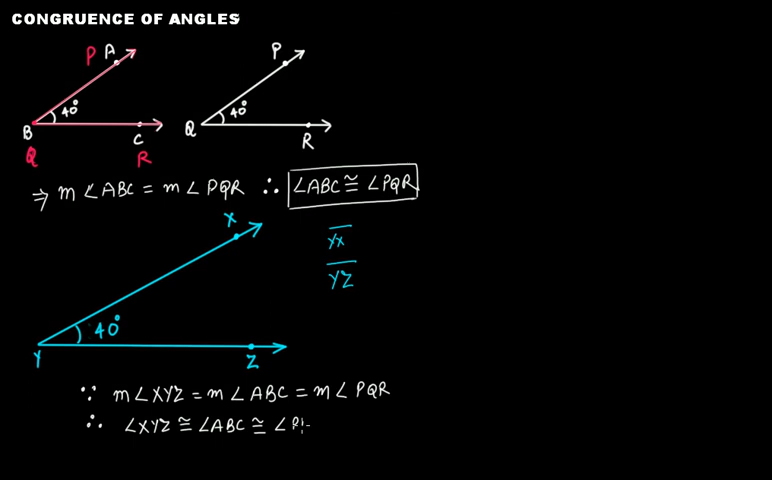 CONGRUENCE OF ANGLES
P A
40°
B C
Q R
P
40°
Q R
⇒ m∠ABC = m∠PQR ∴ ∠ABC ≅ ∠PQR
X
YX
YZ
40°
Y Z
∵ m∠XYZ = m∠ABC = m∠PQR
∴ ∠XYZ ≅ ∠ABC ≅ ∠P